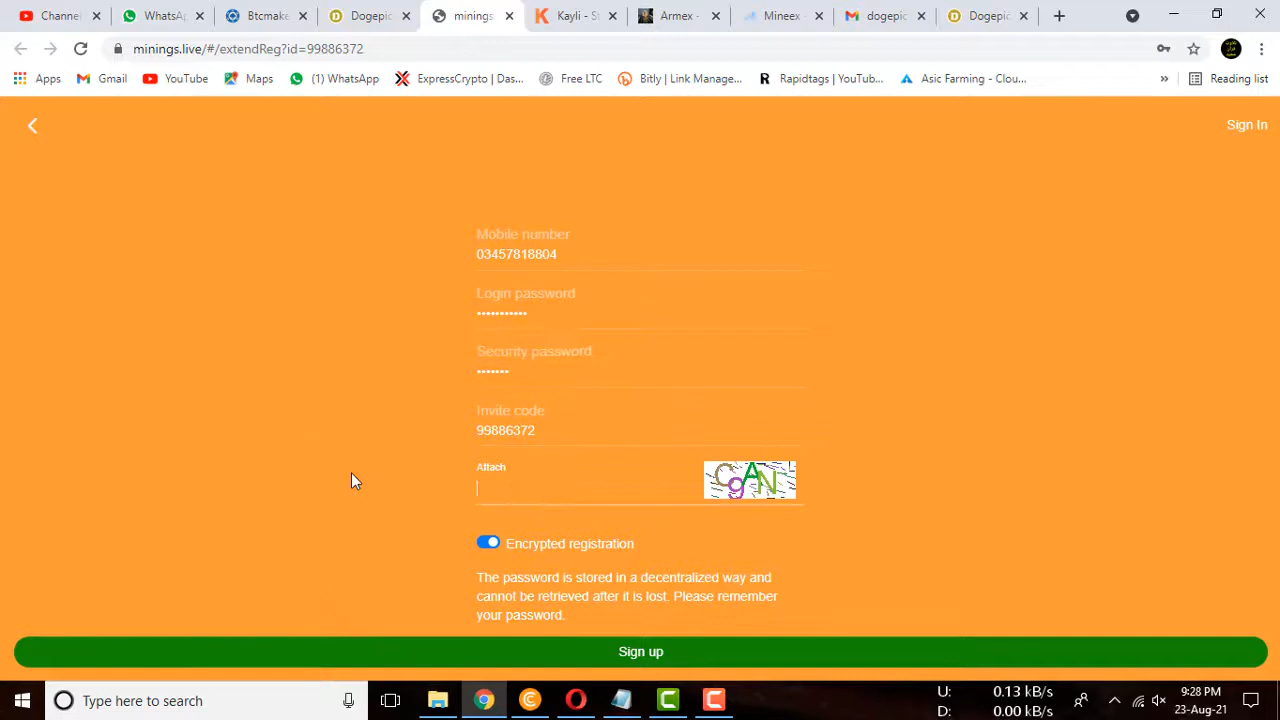 Channel
WhatsA
Btcmake
Dogepic
minings
Kayli - S
Armex -
Mineex -
dogepic
Dogepic
minings.live/#/extendReg?id=99886372
Apps
Gmail
YouTube
Maps
(1) WhatsApp
ExpressCrypto | Das...
Free LTC
Bitly | Link Manage...
Rapidtags | YouTub...
Asic Farming - Clou...
»
Reading list
Sign In
Mobile number
03457818804
Login password
•••••••••••
Security password
•••••••
Invite code
99886372
Attach
CgAN
Encrypted registration
The password is stored in a decentralized way and
cannot be retrieved after it is lost. Please remember
your password.
Sign up
Type here to search
U: 0.13 kB/s
D: 0.00 kB/s
9:28 PM
23-Aug-21